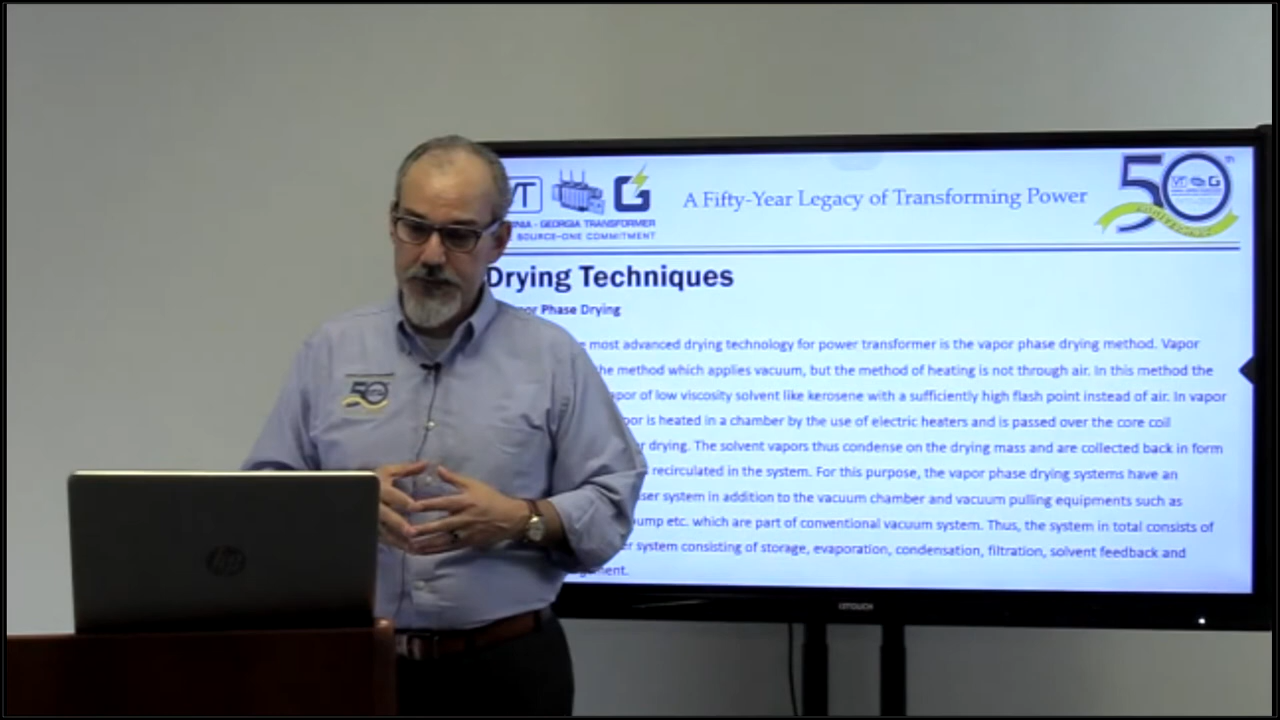 VT G
INIA - GEORGIA TRANSFORMER
SOURCE-ONE COMMITMENT
A Fifty-Year Legacy of Transforming Power
50th
VT G
ANNIVERSARY
Drying Techniques
or Phase Drying
most advanced drying technology for power transformer is the vapor phase drying method. Vapor
he method which applies vacuum, but the method of heating is not through air. In this method the
por of low viscosity solvent like kerosene with a sufficiently high flash point instead of air. In vapor
or is heated in a chamber by the use of electric heaters and is passed over the core coil
r drying. The solvent vapors thus condense on the drying mass and are collected back in form
recirculated in the system. For this purpose, the vapor phase drying systems have an
ser system in addition to the vacuum chamber and vacuum pulling equipments such as
ump etc. which are part of conventional vacuum system. Thus, the system in total consists of
er system consisting of storage, evaporation, condensation, filtration, solvent feedback and
gement.
50
hp